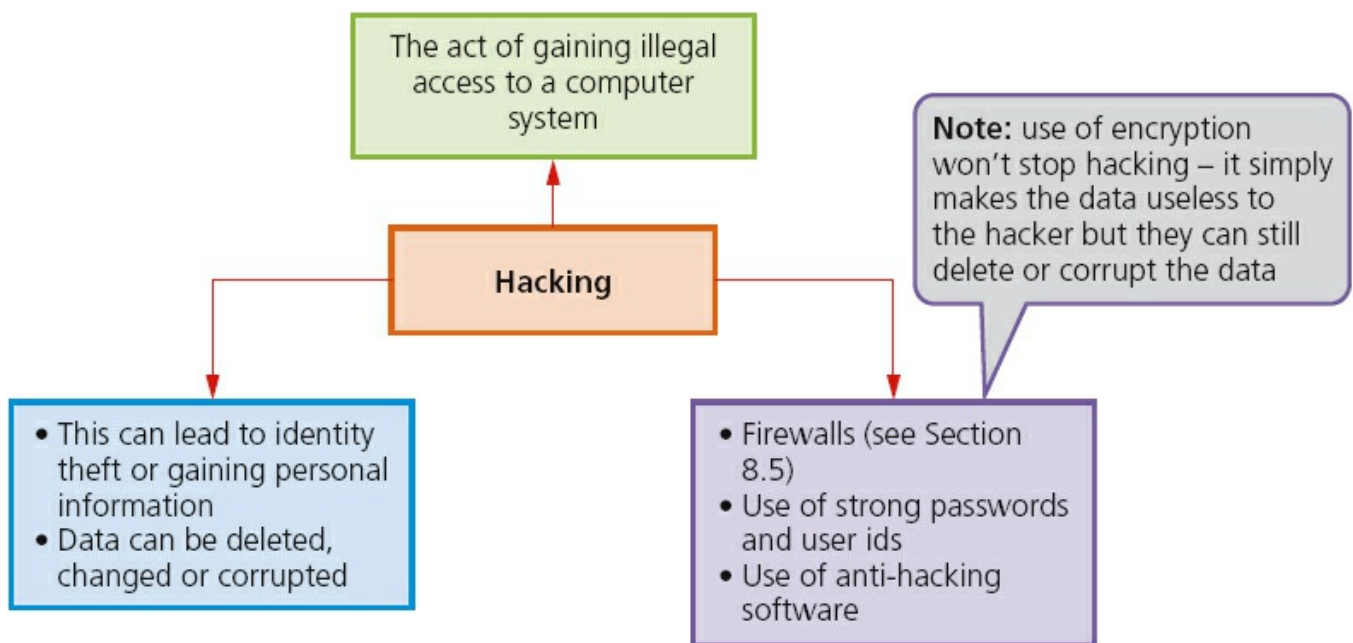 The act of gaining illegal
access to a computer
system
Note: use of encryption
won't stop hacking – it simply
makes the data useless to
the hacker but they can still
delete or corrupt the data
Hacking
• This can lead to identity
theft or gaining personal
information
• Data can be deleted,
changed or corrupted
• Firewalls (see Section
8.5)
• Use of strong passwords
and user ids
• Use of anti-hacking
software